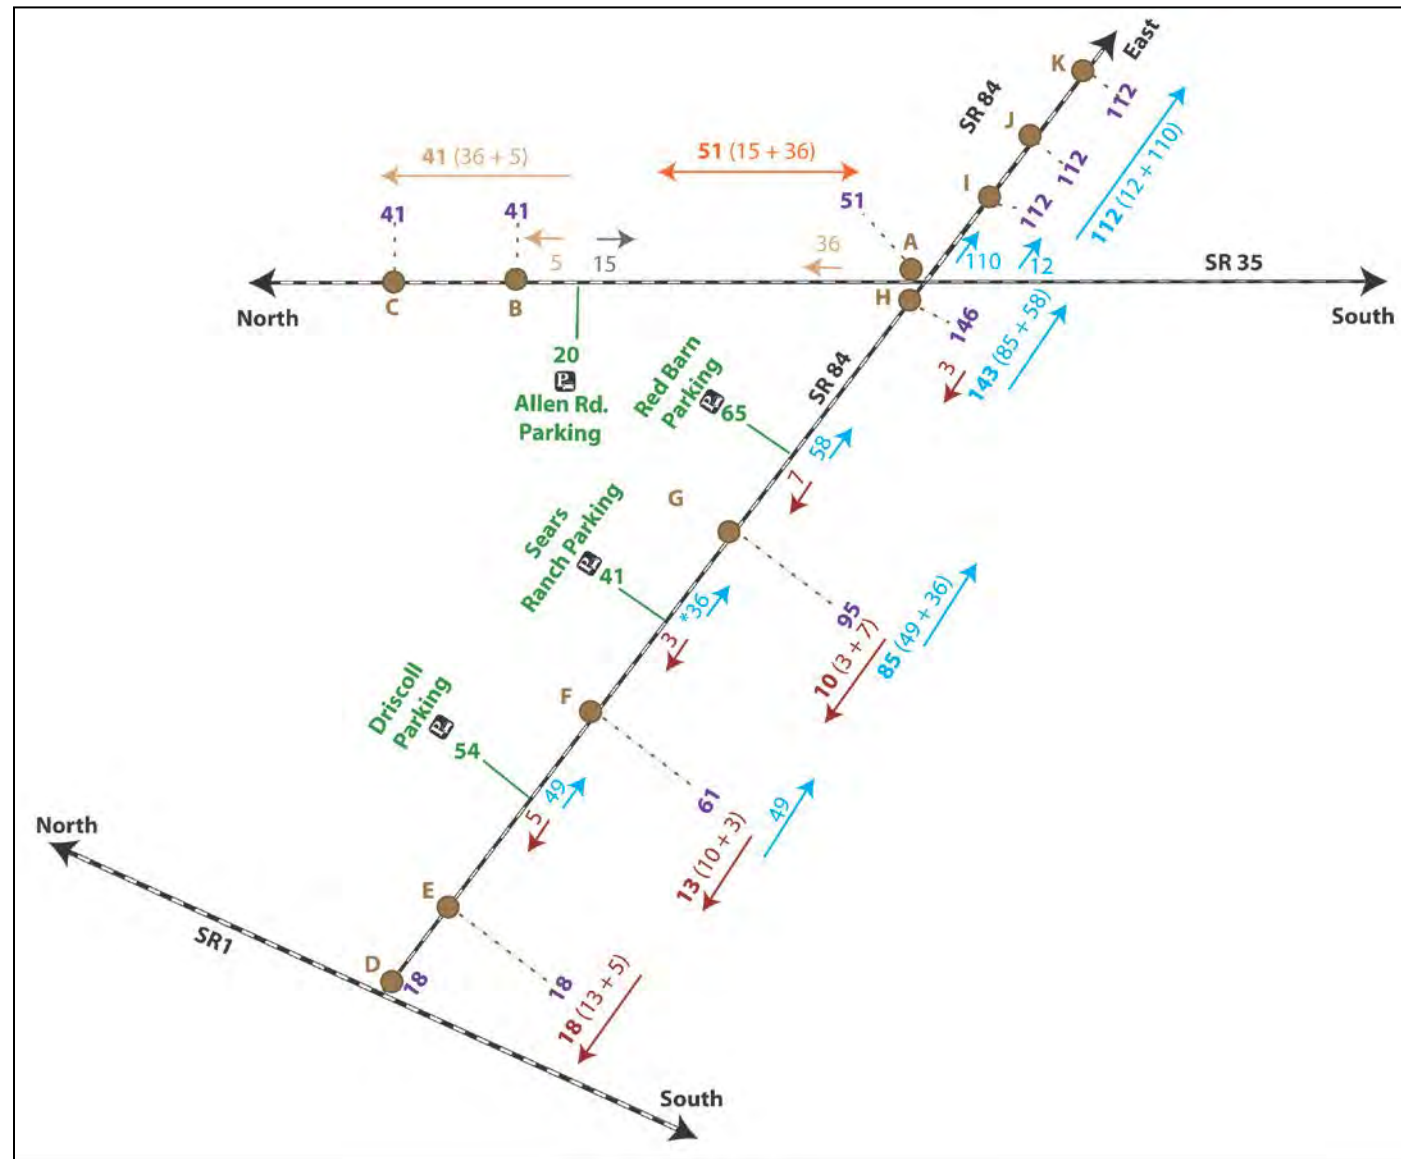 East
K
SR 84
112
J
112
I
112
112 (12 + 110)
41 (36 + 5)
51 (15 + 36)
41
41
51
5
15
36
A
110
12
SR 35
C
B
H
North
South
146
3
143 (85 + 58)
20
P
Allen Rd.
Parking
Red Barn
Parking
P
65
SR 84
58
7
G
Sears
Ranch Parking
P
41
*36
3
95
10 (3 + 7)
85 (49 + 36)
F
Driscoll
Parking
P
54
49
5
61
13 (10 + 3)
49
North
SR1
E
D
18
18
18 (13 + 5)
South